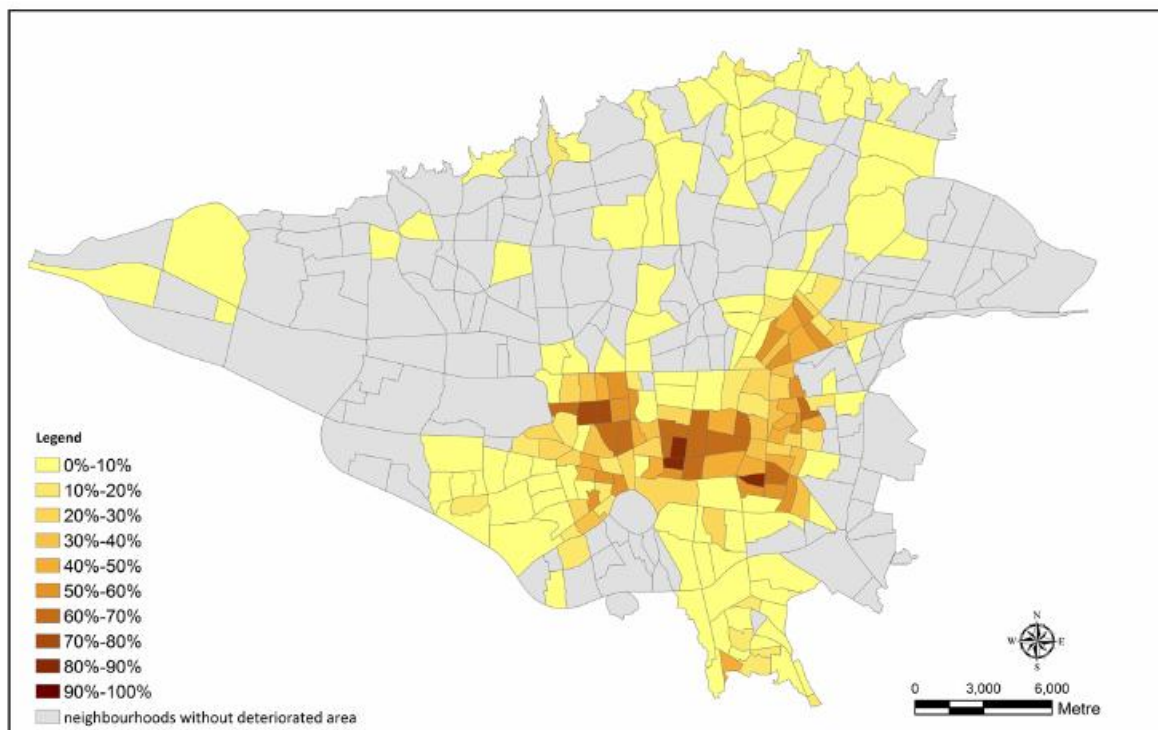 Legend
0%-10%
10%-20%
20%-30%
30%-40%
40%-50%
50%-60%
60%-70%
70%-80%
80%-90%
90%-100%
neighbourhoods without deteriorated area
N
W E
S
0 3,000 6,000
Metre